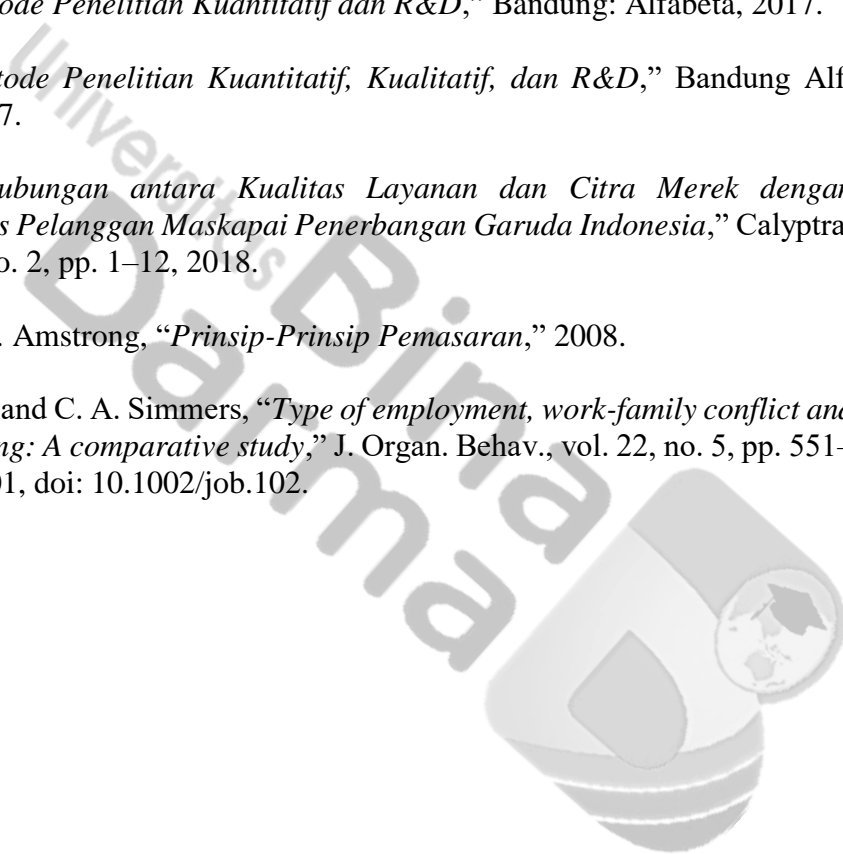 ode Penelitian Kuantitatif dan R&D,” Bandung: Alfabeta, 2017.
tode Penelitian Kuantitatif, Kualitatif, dan R&D,” Bandung Alf
7.
ubungan antara Kualitas Layanan dan Citra Merek dengan
s Pelanggan Maskapai Penerbangan Garuda Indonesia,” Calyptra
o. 2, pp. 1–12, 2018.
. Amstrong, “Prinsip-Prinsip Pemasaran,” 2008.
and C. A. Simmers, “Type of employment, work-family conflict and
ng: A comparative study,” J. Organ. Behav., vol. 22, no. 5, pp. 551–
01, doi: 10.1002/job.102.
Universitas
Bina
Darma